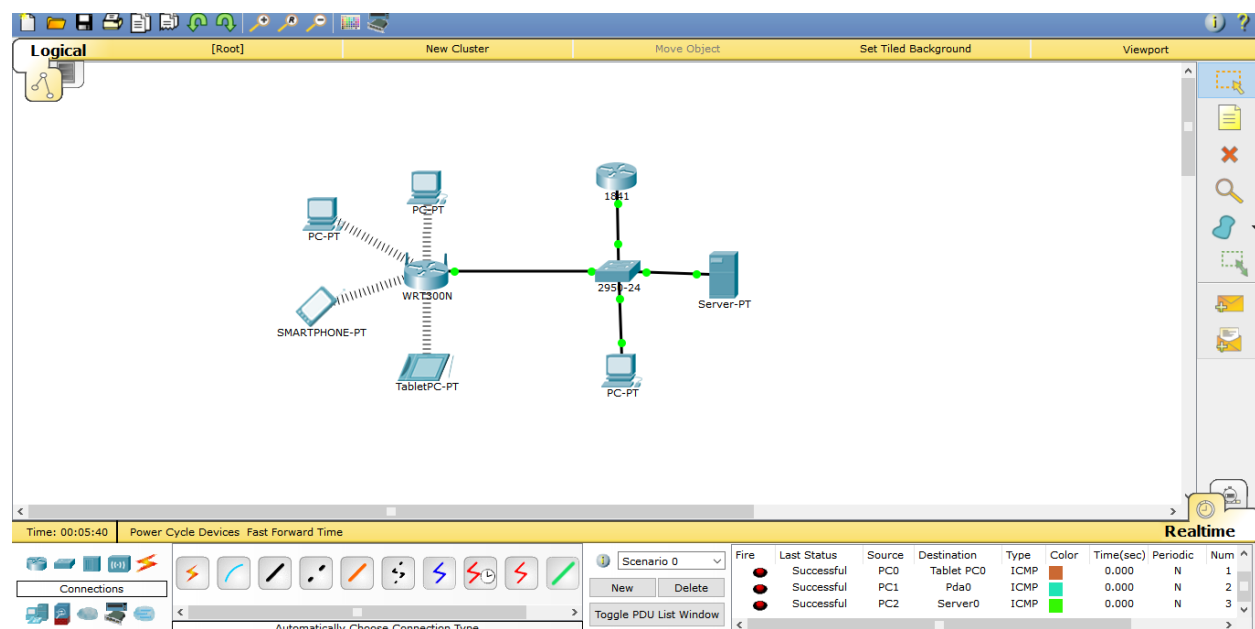 Logical [Root] New Cluster Move Object Set Tiled Background Viewport
1841
PC-PT
PC-PT
WRT300N
2950-24
Server-PT
SMARTPHONE-PT
TabletPC-PT
PC-PT
Time: 00:05:40 Power Cycle Devices Fast Forward Time Realtime
Connections
Automatically Choose Connection Type
Scenario 0
New Delete
Toggle PDU List Window
Fire Last Status Source Destination Type Color Time(sec) Periodic Num
Successful PC0 Tablet PC0 ICMP 0.000 N 1
Successful PC1 Pda0 ICMP 0.000 N 2
Successful PC2 Server0 ICMP 0.000 N 3